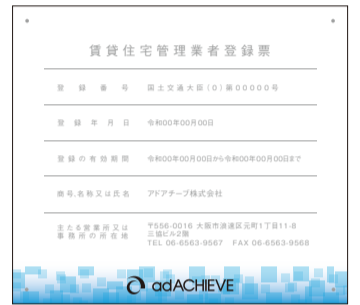 賃貸住宅管理業者登録票
登録番号 国土交通大臣(0)第00000号
登録年月日 令和00年00月00日
登録の有効期間 令和00年00月00日から令和00年00月00日まで
商号,名称又は氏名 アドアチーブ株式会社
主たる営業所又は
事務所の所在地
〒556-0016 大阪市浪速区元町1丁目11-8
三協ビル2階
TEL 06-6563-9567 FAX 06-6563-9568
adACHIEVE